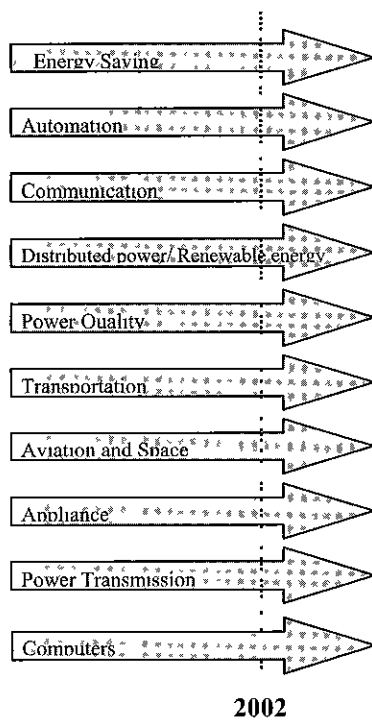 Energy Saving
Automation
Communication
Distributed power/ Renewable energy
Power Quality
Transportation
Aviation and Space
Appliance
Power Transmission
Computers
2002